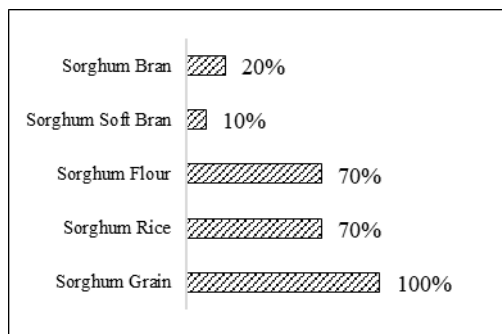 Sorghum Bran 20%
Sorghum Soft Bran 10%
Sorghum Flour 70%
Sorghum Rice 70%
Sorghum Grain 100%